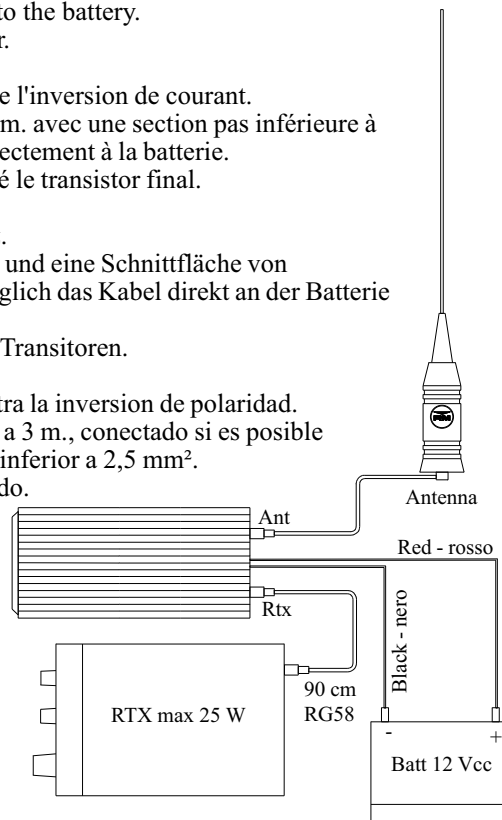 to the battery.
r.
e l'inversion de courant.
m. avec une section pas inférieure à
ectement à la batterie.
é le transistor final.
.
und eine Schnittfläche von
glich das Kabel direkt an der Batterie
Transitoren.
tra la inversion de polaridad.
a 3 m., conectado si es posible
inferior a 2,5 mm².
do.
RM
Antenna
Ant
Red - rosso
Rtx
Black - nero
90 cm
RG58
RTX max 25 W
- +
Batt 12 Vcc